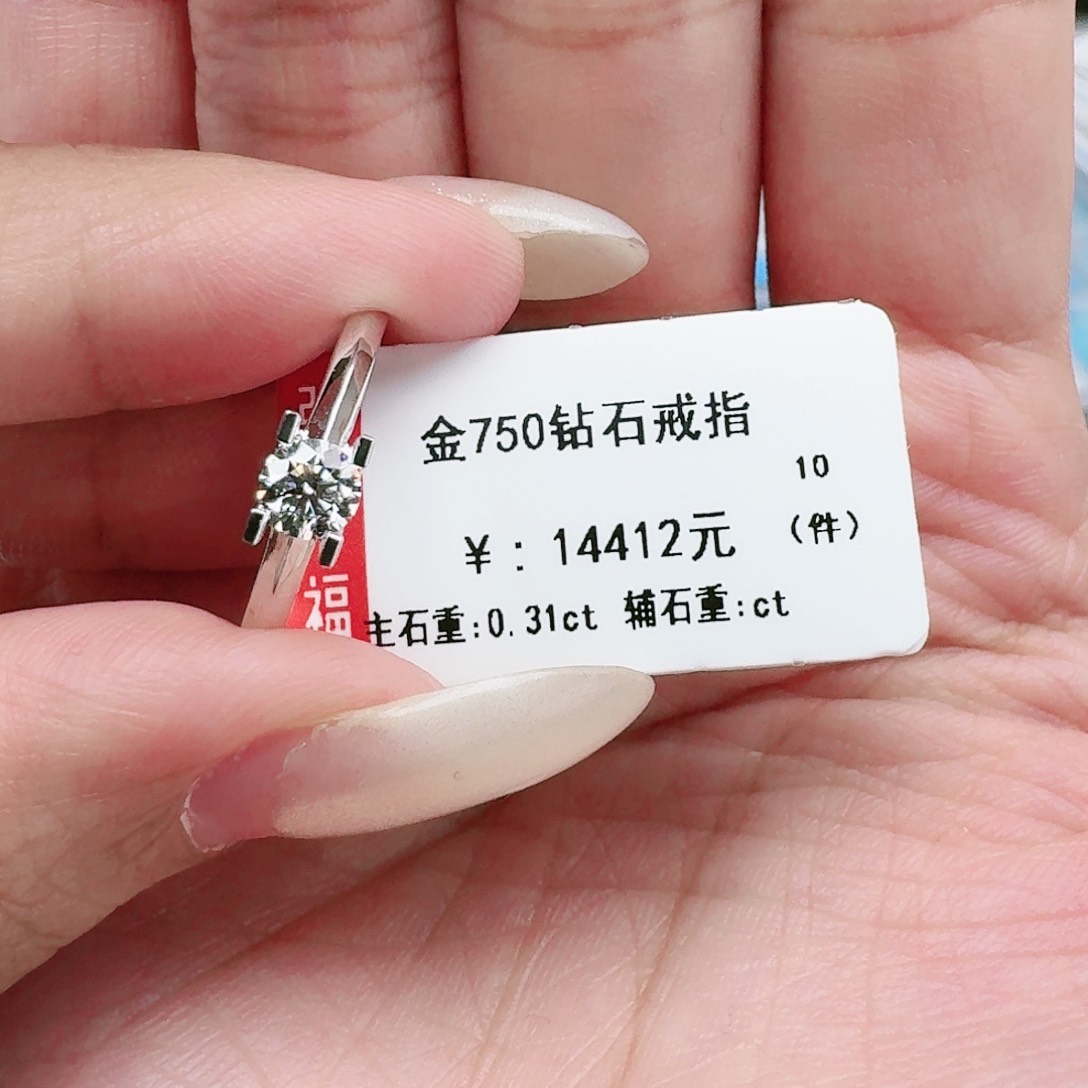 金750钻石戒指
10
¥:14412元 (件)
主石重:0.31ct 辅石重:ct
福